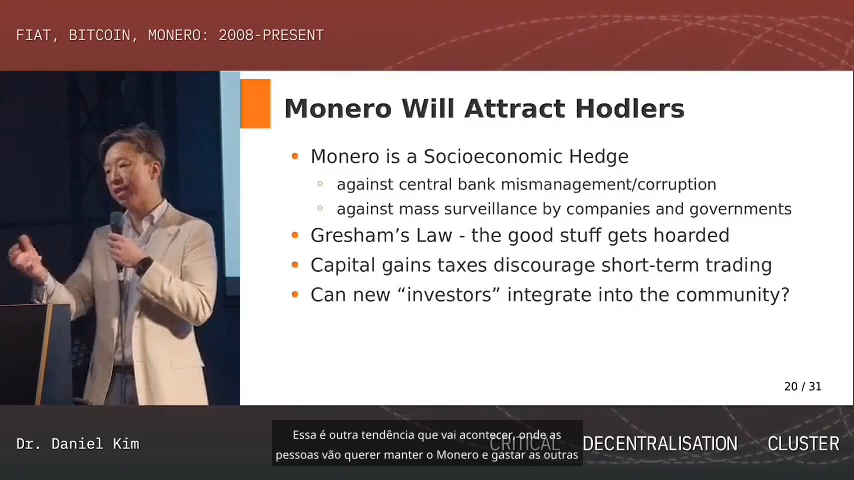 FIAT, BITCOIN, MONERO: 2008-PRESENT
Monero Will Attract Hodlers
Monero is a Socioeconomic Hedge
against central bank mismanagement/corruption
against mass surveillance by companies and governments
Gresham’s Law - the good stuff gets hoarded
Capital gains taxes discourage short-term trading
Can new “investors” integrate into the community?
20 / 31
Dr. Daniel Kim
CRITICAL DECENTRALISATION CLUSTER
Essa é outra tendência que vai acontecer, onde as
pessoas vão querer manter o Monero e gastar as outras